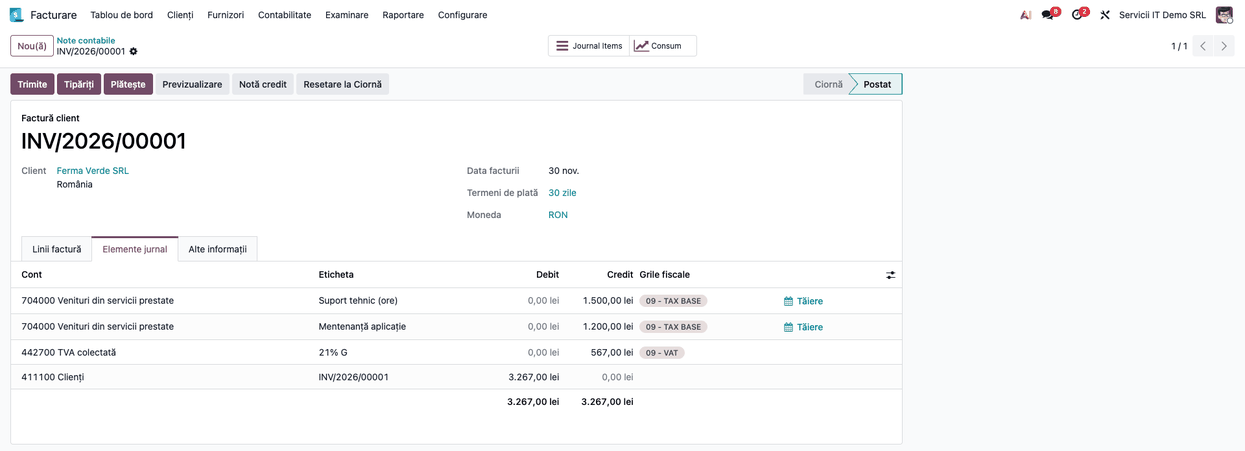 Facturare Tablou de bord Clienți Furnizori Contabilitate Examinare Raportare Configurare 8 2 Servicii IT Demo SRL
Nou(ă) Note contabile
INV/2026/00001
Journal Items Consum 1 / 1
Trimite Tipăriți Plătește Previzualizare Notă credit Resetare la Ciornă Ciornă Postat
Factură client
INV/2026/00001
Client Ferma Verde SRL Data facturii 30 nov.
România
Termeni de plată 30 zile
Moneda RON
Linii factură Elemente jurnal Alte informații
Cont Eticheta Debit Credit Grile fiscale
704000 Venituri din servicii prestate Suport tehnic (ore) 0,00 lei 1.500,00 lei 09 - TAX BASE Tăiere
704000 Venituri din servicii prestate Mentenanță aplicație 0,00 lei 1.200,00 lei 09 - TAX BASE Tăiere
442700 TVA colectată 21% G 0,00 lei 567,00 lei 09 - VAT
411100 Clienți INV/2026/00001 3.267,00 lei 0,00 lei
3.267,00 lei 3.267,00 lei